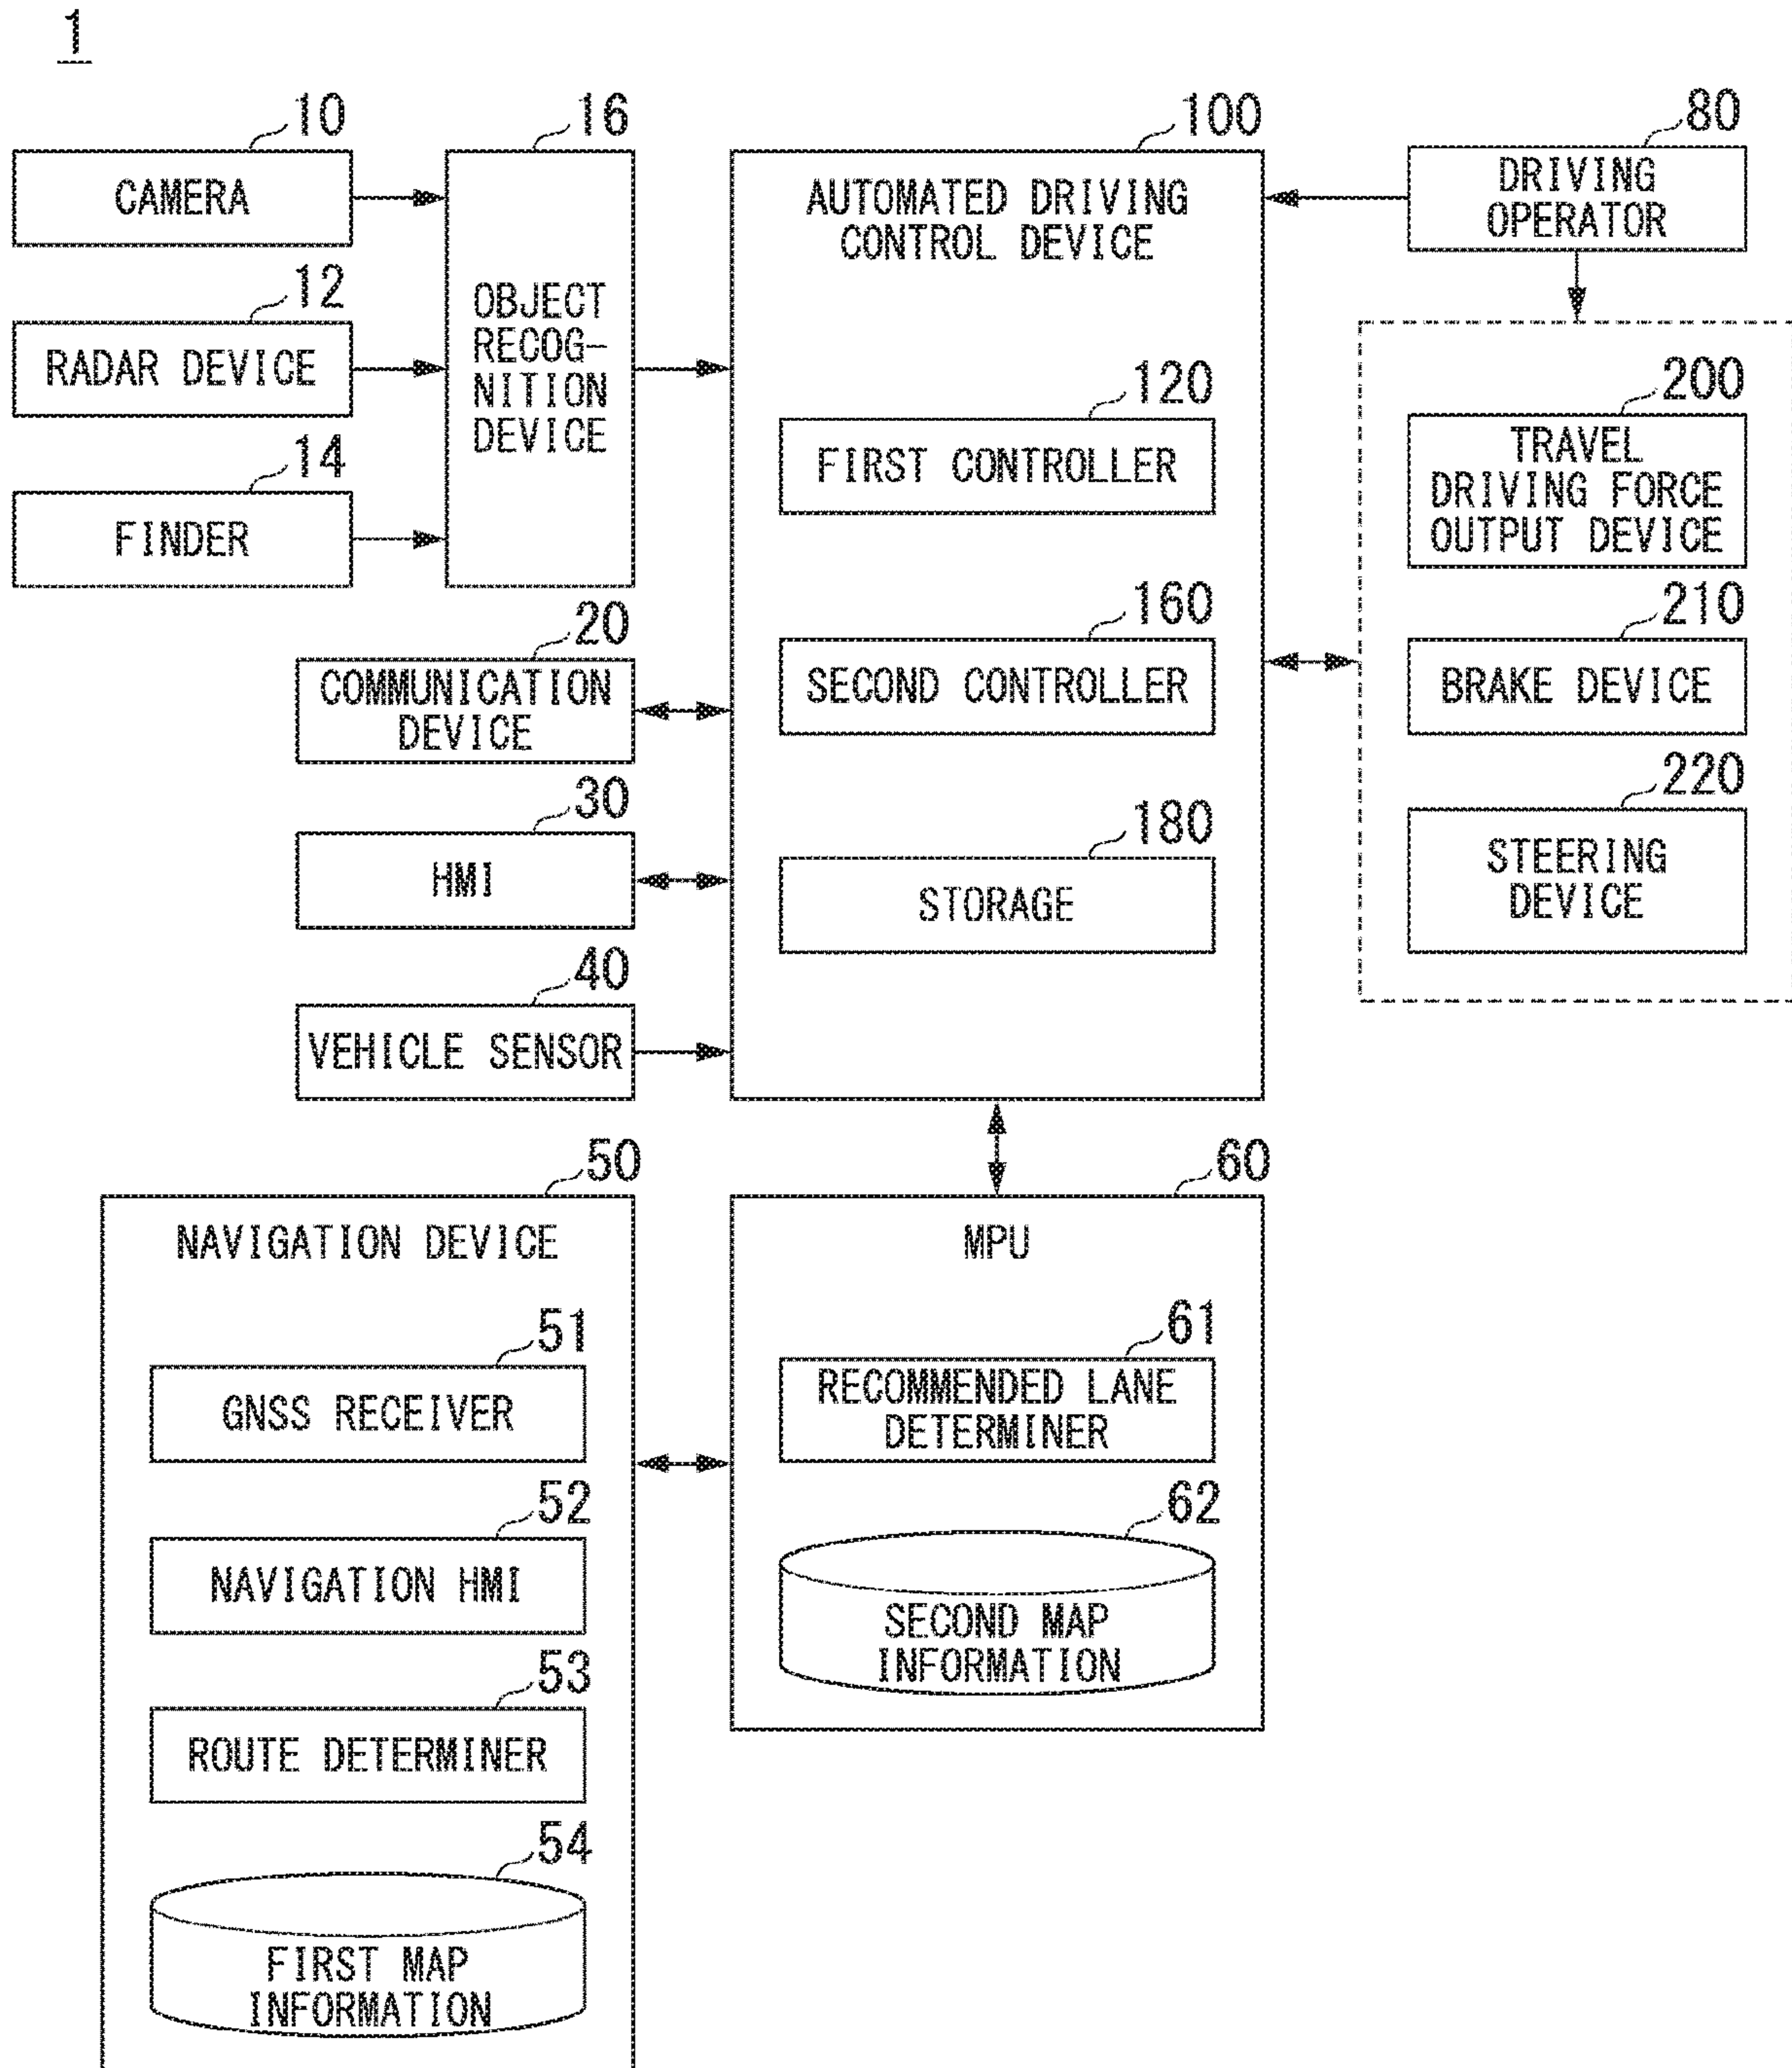 1
10
CAMERA
12
RADAR DEVICE
14
FINDER
16
OBJECT
RECOG-
NITION
DEVICE
20
COMMUNICATION
DEVICE
30
HMI
40
VEHICLE SENSOR
100
AUTOMATED DRIVING
CONTROL DEVICE
120
FIRST CONTROLLER
160
SECOND CONTROLLER
180
STORAGE
80
DRIVING
OPERATOR
200
TRAVEL
DRIVING FORCE
OUTPUT DEVICE
210
BRAKE DEVICE
220
STEERING
DEVICE
50
NAVIGATION DEVICE
51
GNSS RECEIVER
52
NAVIGATION HMI
53
ROUTE DETERMINER
54
FIRST MAP
INFORMATION
60
MPU
61
RECOMMENDED LANE
DETERMINER
62
SECOND MAP
INFORMATION